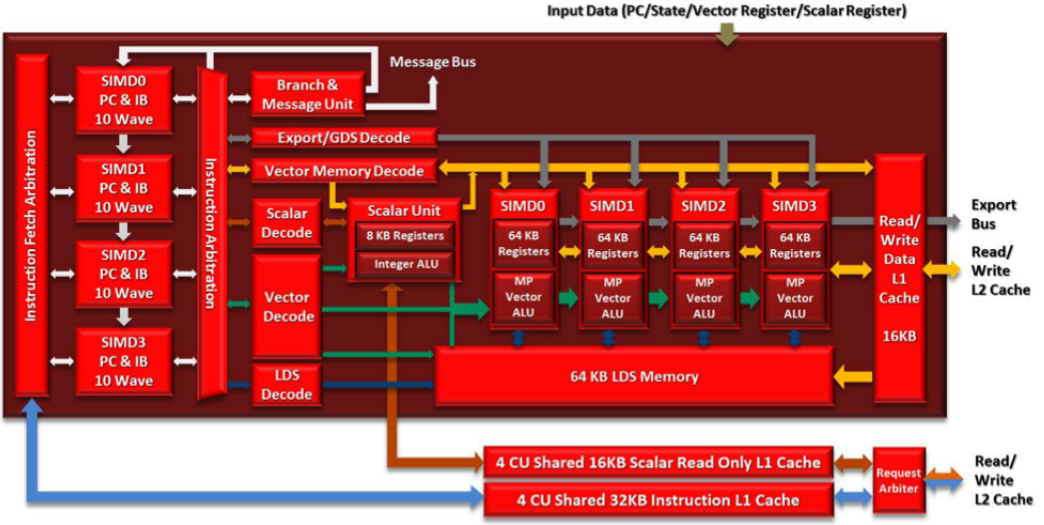 Input Data (PC/State/Vector Register/Scalar Register)
Instruction Fetch Arbitration
SIMD0
PC & IB
10 Wave
SIMD1
PC & IB
10 Wave
SIMD2
PC & IB
10 Wave
SIMD3
PC & IB
10 Wave
Instruction Arbitration
Branch &
Message Unit
Message Bus
Export/GDS Decode
Vector Memory Decode
Scalar
Decode
Scalar Unit
8 KB Registers
Integer ALU
Vector
Decode
LDS
Decode
SIMD0
64 KB
Registers
MP
Vector
ALU
SIMD1
64 KB
Registers
MP
Vector
ALU
SIMD2
64 KB
Registers
MP
Vector
ALU
SIMD3
64 KB
Registers
MP
Vector
ALU
64 KB LDS Memory
Read/
Write
Data
L1
Cache
16KB
Export
Bus
Read/
Write
L2 Cache
4 CU Shared 16KB Scalar Read Only L1 Cache
4 CU Shared 32KB Instruction L1 Cache
Request
Arbiter
Read/
Write
L2 Cache